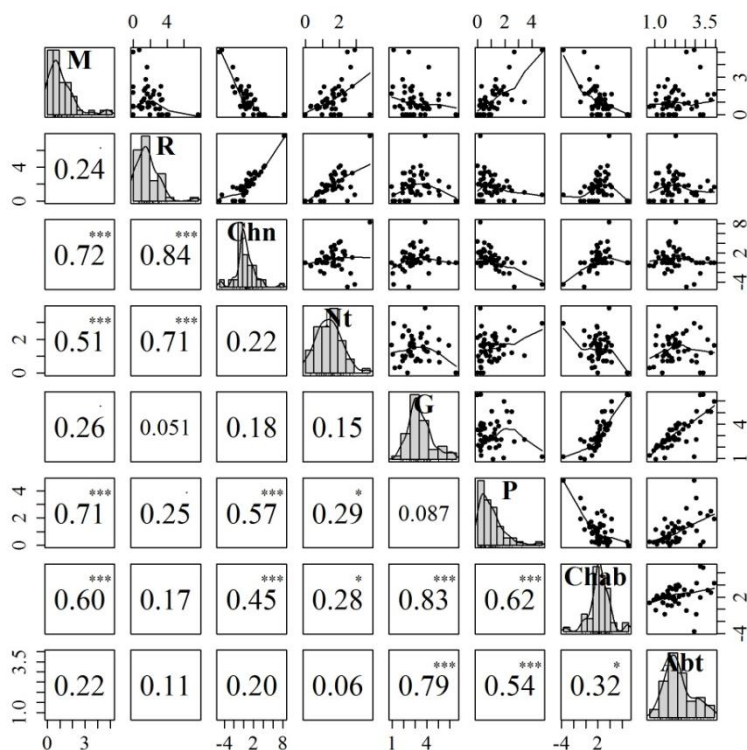 0 4 0 2 0 2 4 1.0 3.5
M 0 3
0 4 0.24 . R
0.72 *** 0.84 *** Chn -4 2 8
0 2 0.51 *** 0.71 *** 0.22 Nt
0.26 . 0.051 0.18 0.15 G 1 4
0 2 4 0.71 *** 0.25 . 0.57 *** 0.29 * 0.087 P
0.60 *** 0.17 0.45 *** 0.28 * 0.83 *** 0.62 *** Chab -4 2
1.0 3.5 0.22 0.11 0.20 0.06 0.79 *** 0.54 *** 0.32 * Abt
0 3 -4 2 8 1 4 -4 2